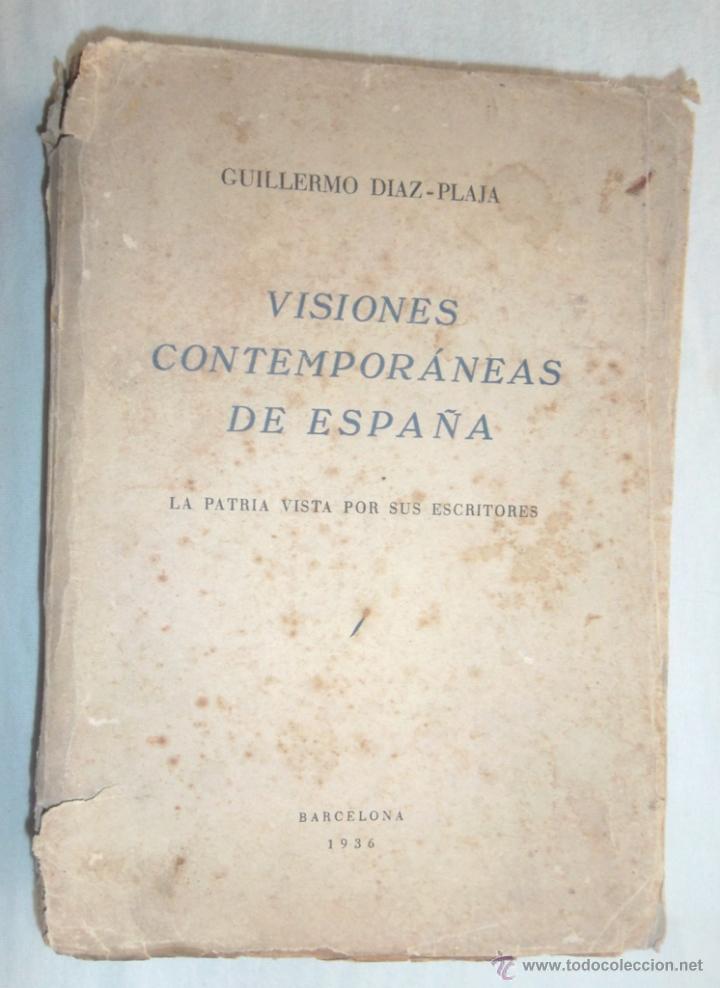 GUILLERMO DIAZ-PLAJA
VISIONES
CONTEMPORÁNEAS
DE ESPAÑA
LA PATRIA VISTA POR SUS ESCRITORES
BARCELONA
1936
© www.todocoleccion.net